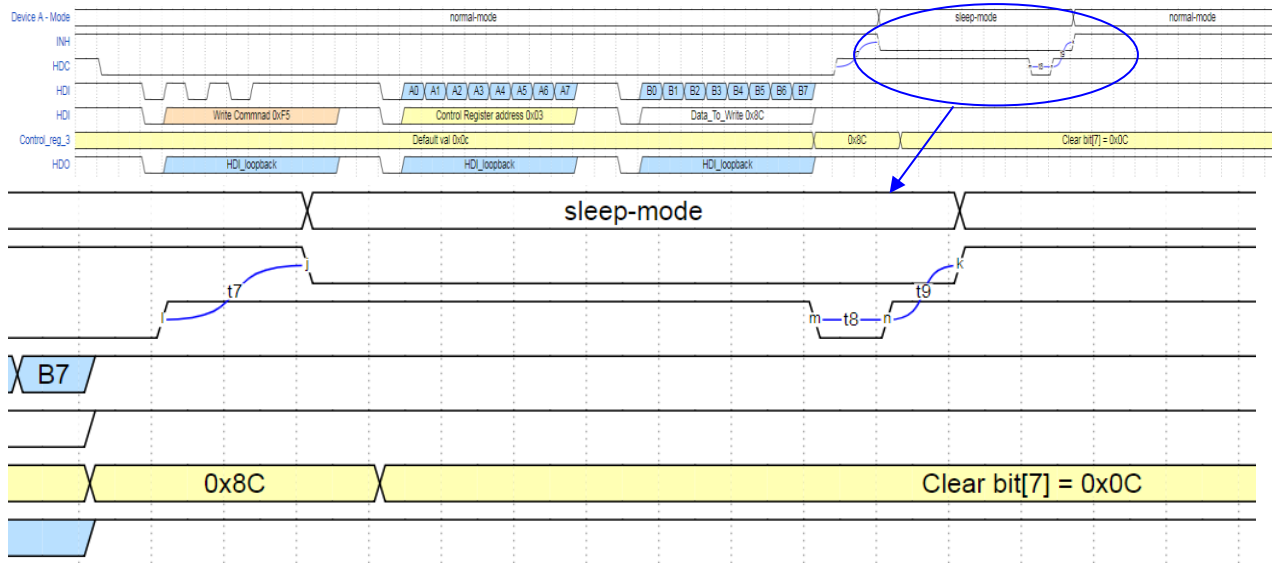 Device A - Mode normal-mode sleep-mode normal-mode
INH
HDC
HDI A0 A1 A2 A3 A4 A5 A6 A7 B0 B1 B2 B3 B4 B5 B6 B7
HDI Write Commnad 0xF5 Control Register address 0x03 Data_To_Write 0x8C
Control_reg_3 Default val 0x0c 0x8C Clear bit[7] = 0x0C
HDO HDI_loopback HDI_loopback HDI_loopback
sleep-mode
j k
t7 t9
l m t8 n
B7
0x8C Clear bit[7] = 0x0C